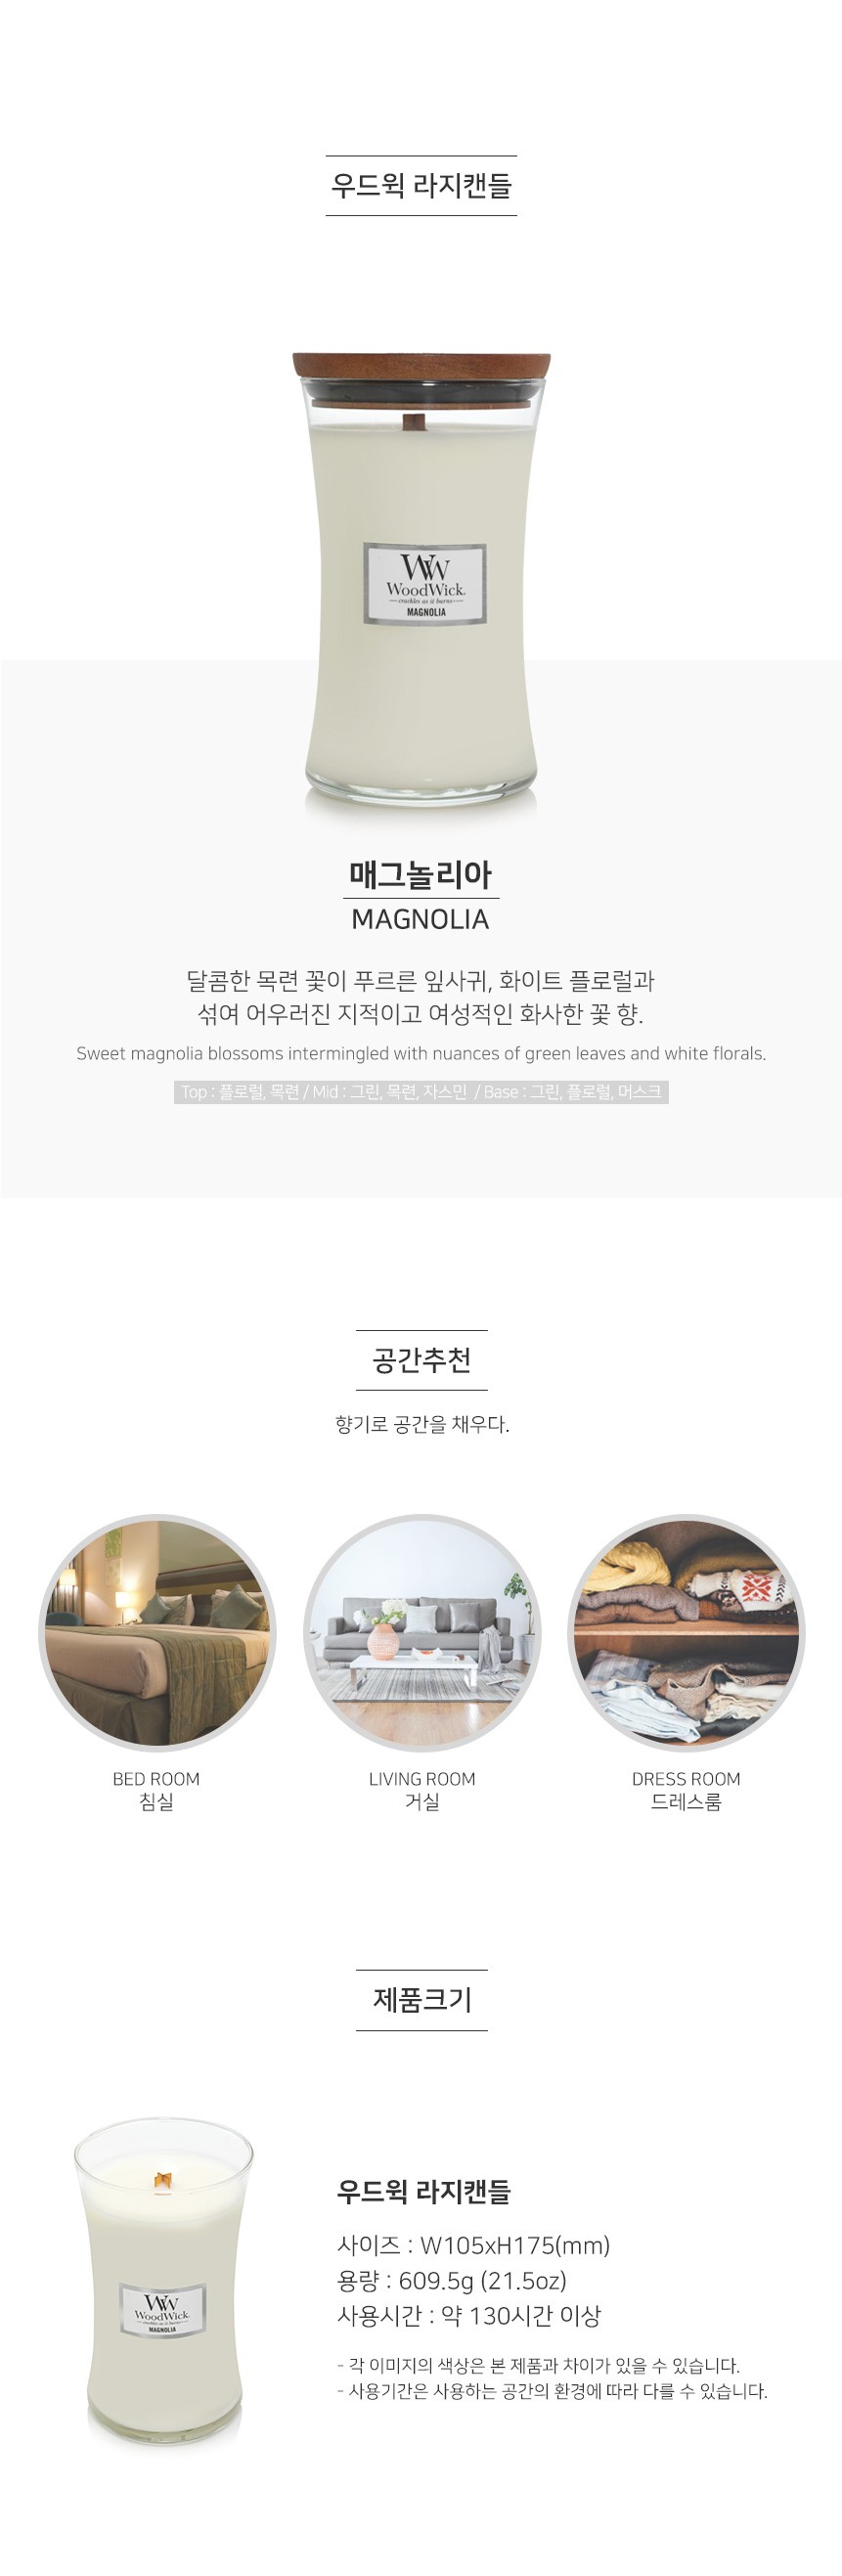 우드윅 라지캔들
WW
WoodWick.
crackles as it burns
MAGNOLIA
매그놀리아
MAGNOLIA
달콤한 목련 꽃이 푸르른 잎사귀, 화이트 플로럴과
섞여 어우러진 지적이고 여성적인 화사한 꽃 향.
Sweet magnolia blossoms intermingled with nuances of green leaves and white florals.
Top : 플로럴, 목련 / Mid : 그린, 목련, 자스민 / Base : 그린, 플로럴, 머스크
공간추천
향기로 공간을 채우다.
BED ROOM
침실
LIVING ROOM
거실
DRESS ROOM
드레스룸
제품크기
WW
WoodWick.
crackles as it burns
MAGNOLIA
우드윅 라지캔들
사이즈 : W105xH175(mm)
용량 : 609.5g (21.5oz)
사용시간 : 약 130시간 이상
- 각 이미지의 색상은 본 제품과 차이가 있을 수 있습니다.
- 사용기간은 사용하는 공간의 환경에 따라 다를 수 있습니다.